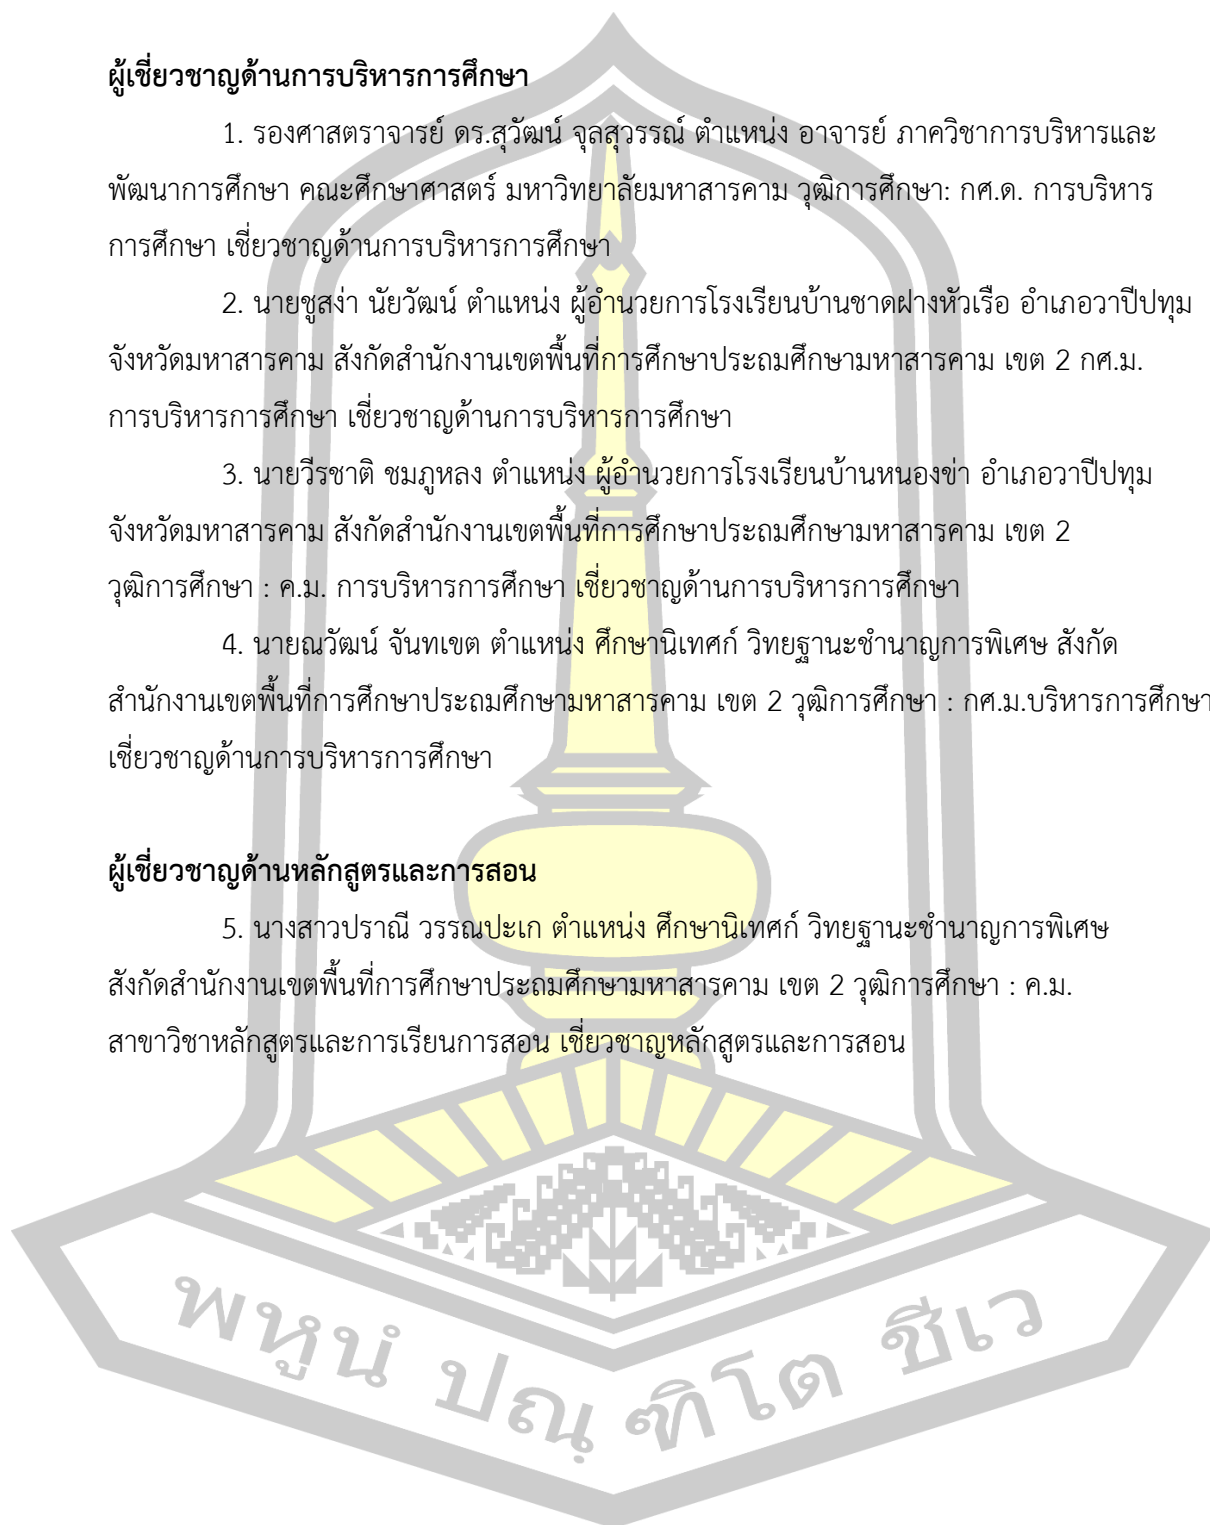 ผู้เชี่ยวชาญด้านการบริหารการศึกษา
1. รองศาสตราจารย์ ดร.สุวัฒน์ จุลสุวรรณ์ ตำแหน่ง อาจารย์ ภาควิชาการบริหารและ
พัฒนาการศึกษา คณะศึกษาศาสตร์ มหาวิทยาลัยมหาสารคาม วุฒิการศึกษา: กศ.ด. การบริหาร
การศึกษา เชี่ยวชาญด้านการบริหารการศึกษา
2. นายชูสง่า นัยวัฒน์ ตำแหน่ง ผู้อำนวยการโรงเรียนบ้านชาดฝางหัวเรือ อำเภอวาปีปทุม
จังหวัดมหาสารคาม สังกัดสำนักงานเขตพื้นที่การศึกษาประถมศึกษามหาสารคาม เขต 2 กศ.ม.
การบริหารการศึกษา เชี่ยวชาญด้านการบริหารการศึกษา
3. นายวีรชาติ ชมภูหลง ตำแหน่ง ผู้อำนวยการโรงเรียนบ้านหนองข่า อำเภอวาปีปทุม
จังหวัดมหาสารคาม สังกัดสำนักงานเขตพื้นที่การศึกษาประถมศึกษามหาสารคาม เขต 2
วุฒิการศึกษา : ค.ม. การบริหารการศึกษา เชี่ยวชาญด้านการบริหารการศึกษา
4. นายณวัฒน์ จันทเขต ตำแหน่ง ศึกษานิเทศก์ วิทยฐานะชำนาญการพิเศษ สังกัด
สำนักงานเขตพื้นที่การศึกษาประถมศึกษามหาสารคาม เขต 2 วุฒิการศึกษา : กศ.ม.บริหารการศึกษา
เชี่ยวชาญด้านการบริหารการศึกษา
ผู้เชี่ยวชาญด้านหลักสูตรและการสอน
5. นางสาวปราณี วรรณปะเก ตำแหน่ง ศึกษานิเทศก์ วิทยฐานะชำนาญการพิเศษ
สังกัดสำนักงานเขตพื้นที่การศึกษาประถมศึกษามหาสารคาม เขต 2 วุฒิการศึกษา : ค.ม.
สาขาวิชาหลักสูตรและการเรียนการสอน เชี่ยวชาญหลักสูตรและการสอน
พหูนํ ปณฺ ฑิโต ชีเว